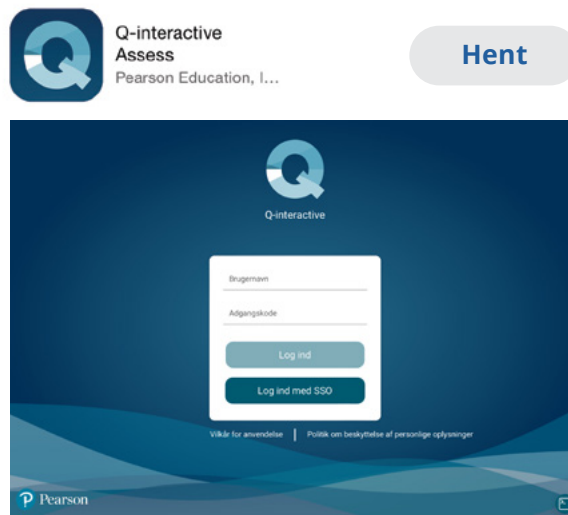 Q-interactive
Assess
Pearson Education, I...
Hent
Q-interactive
Brugernavn
Adgangskode
Log ind
Log ind med SSO
Vilkår for anvendelse | Politik om beskyttelse af personlige oplysninger
Pearson